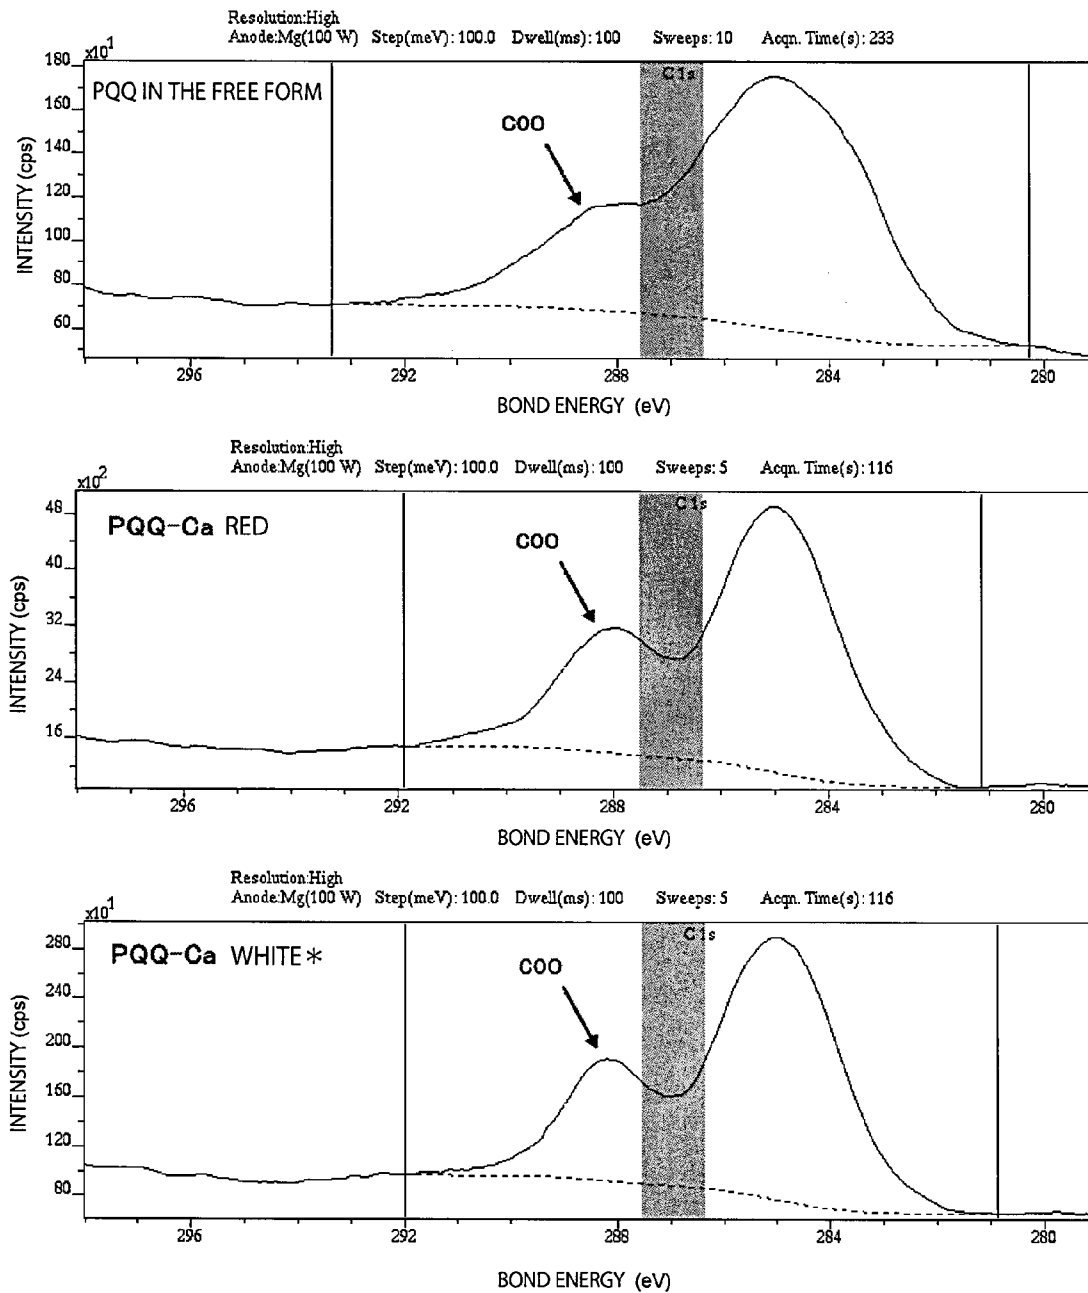 Resolution:High
Anode:Mg(100 W) Step(meV): 100.0 Dwell(ms): 100 Sweeps: 10 Acqn. Time(s): 233
x10¹
180
160
140
120
100
80
60
INTENSITY (cps)
PQQ IN THE FREE FORM
COO
C1s
296 292 288 284 280
BOND ENERGY (eV)
Resolution:High
Anode:Mg(100 W) Step(meV): 100.0 Dwell(ms): 100 Sweeps: 5 Acqn. Time(s): 116
x10²
48
40
32
24
16
INTENSITY (cps)
PQQ-Ca RED
COO
C1s
296 292 288 284 280
BOND ENERGY (eV)
Resolution:High
Anode:Mg(100 W) Step(meV): 100.0 Dwell(ms): 100 Sweeps: 5 Acqn. Time(s): 116
x10¹
280
240
200
160
120
80
INTENSITY (cps)
PQQ-Ca WHITE*
COO
C1s
296 292 288 284 280
BOND ENERGY (eV)